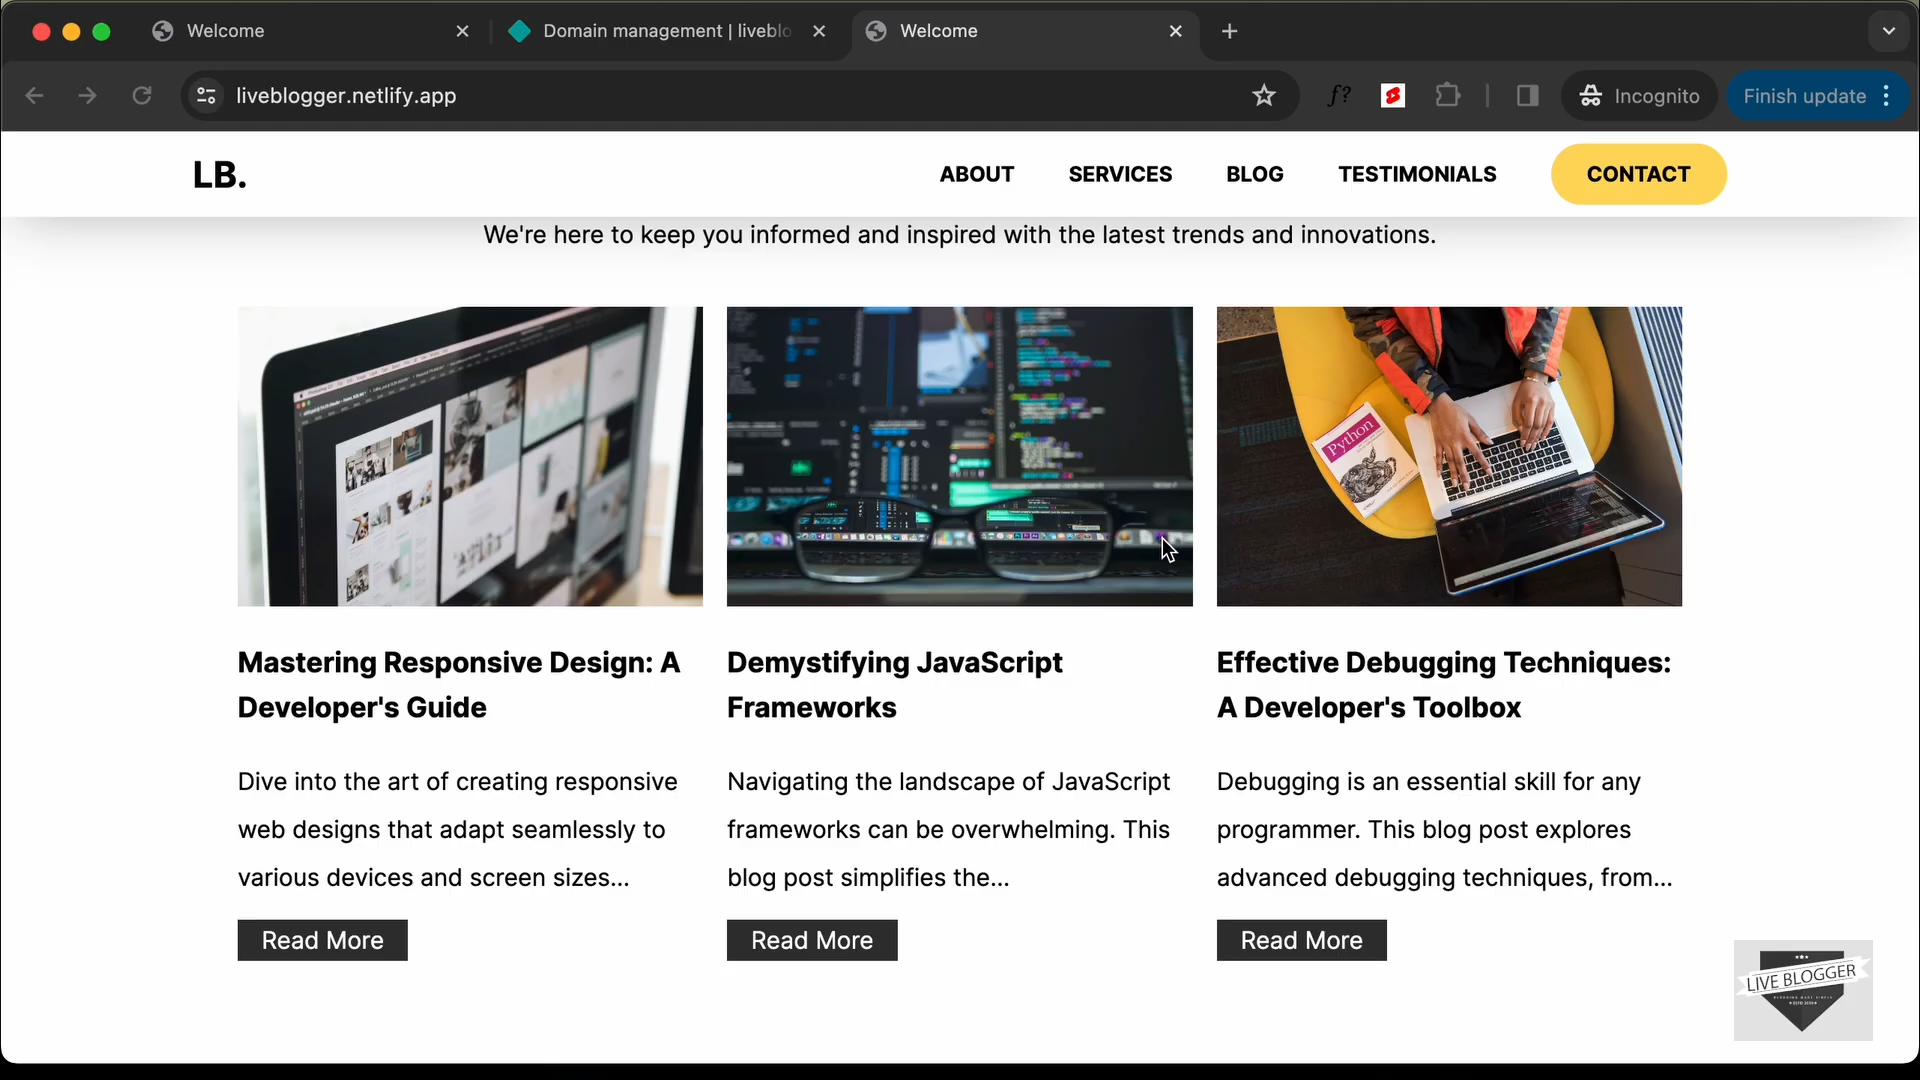 Welcome
Domain management | liveblo
Welcome
liveblogger.netlify.app
f?
Incognito
Finish update
LB.
ABOUT
SERVICES
BLOG
TESTIMONIALS
CONTACT
We're here to keep you informed and inspired with the latest trends and innovations.
Python
Mastering Responsive Design: A
Developer's Guide
Demystifying JavaScript
Frameworks
Effective Debugging Techniques:
A Developer's Toolbox
Dive into the art of creating responsive
web designs that adapt seamlessly to
various devices and screen sizes...
Navigating the landscape of JavaScript
frameworks can be overwhelming. This
blog post simplifies the...
Debugging is an essential skill for any
programmer. This blog post explores
advanced debugging techniques, from...
Read More
Read More
Read More
LIVE BLOGGER